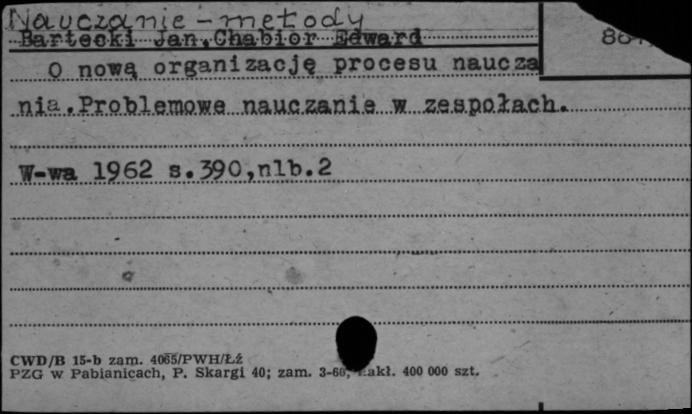 Nauczanie - metody
Bartecki Jan, Chabior Edward
O nową organizację procesu naucza
nia. Problemowe nauczanie w zespołach.
W-wa 1962 s.390,nlb.2
CWD/B 15-b zam. 4065/PWH/Łź
PZG w Pabianicach, P. Skargi 40; zam. 3-60, nakł. 400 000 szt.